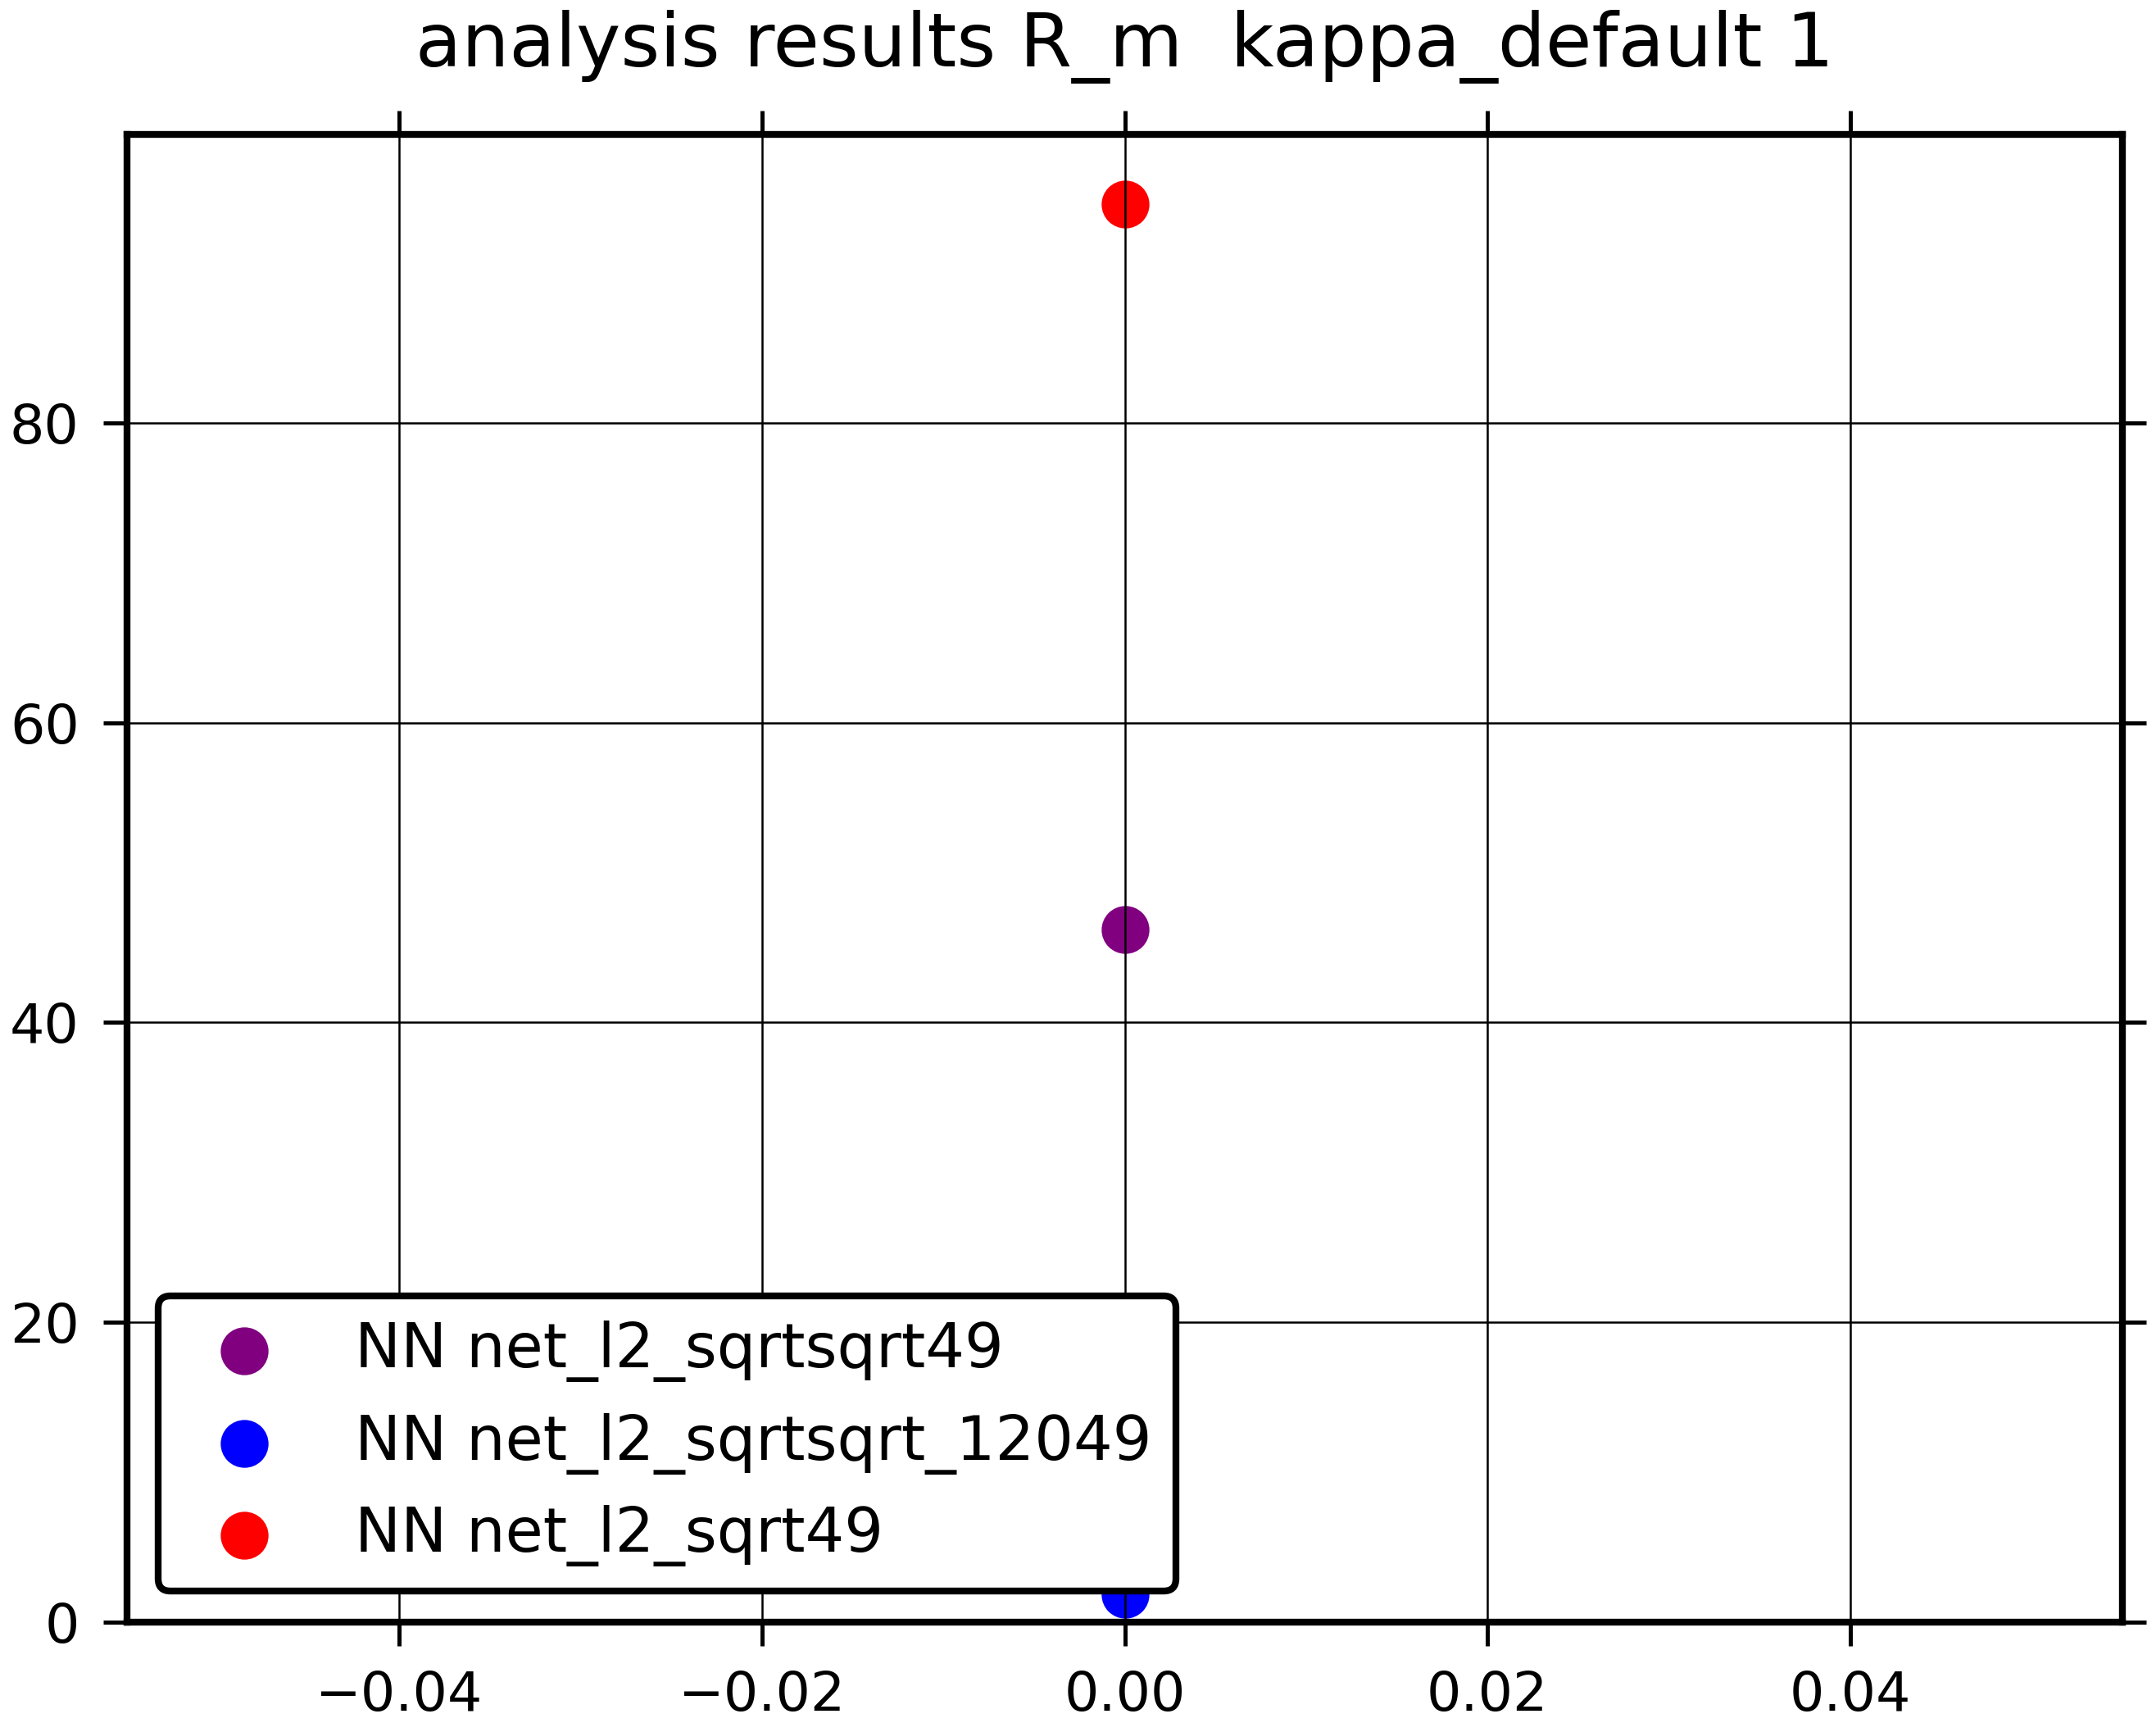 analysis results R_m  kappa_default 1
80
60
40
20
0
NN net_l2_sqrtsqrt49
NN net_l2_sqrtsqrt_12049
NN net_l2_sqrt49
−0.04 −0.02 0.00 0.02 0.04